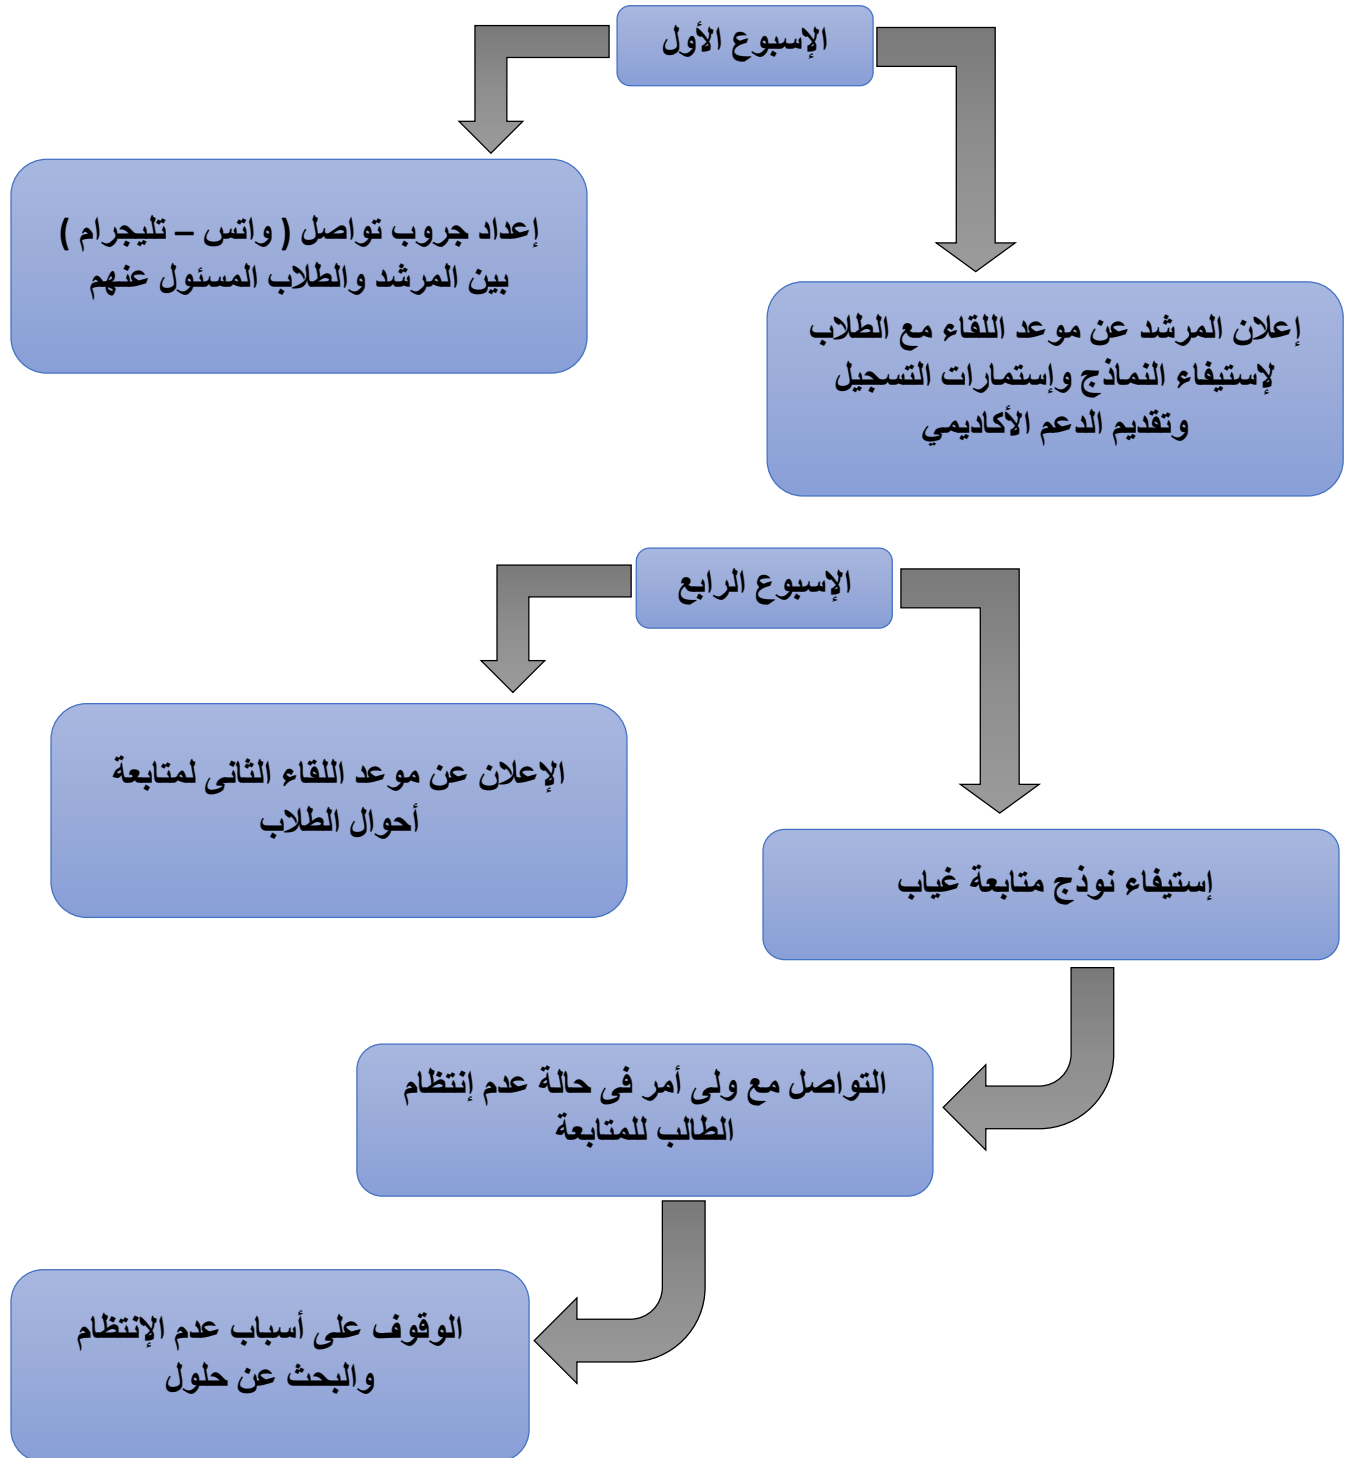 الإسبوع الأول
إعلان المرشد عن موعد اللقاء مع الطلاب
لإستيفاء النماذج وإستمارات التسجيل
وتقديم الدعم الأكاديمي
إعداد جروب تواصل ( واتس – تليجرام )
بين المرشد والطلاب المسئول عنهم
الإسبوع الرابع
إستيفاء نوذج متابعة غياب
الإعلان عن موعد اللقاء الثانى لمتابعة
أحوال الطلاب
التواصل مع ولى أمر فى حالة عدم إنتظام
الطالب للمتابعة
الوقوف على أسباب عدم الإنتظام
والبحث عن حلول